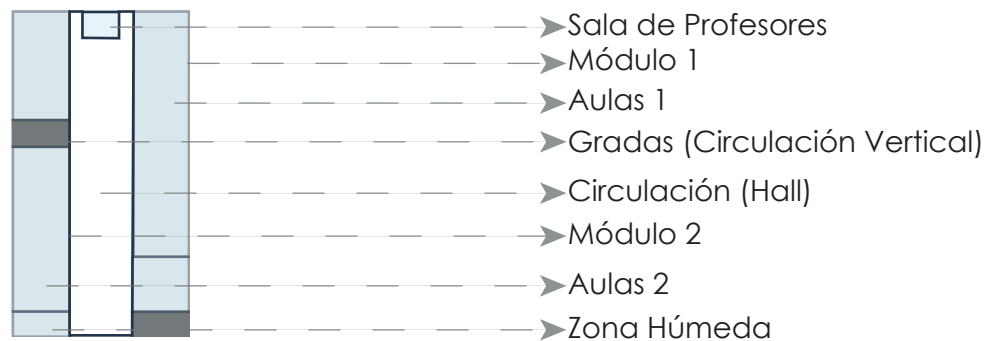 Sala de Profesores
Módulo 1
Aulas 1
Gradas (Circulación Vertical)
Circulación (Hall)
Módulo 2
Aulas 2
Zona Húmeda